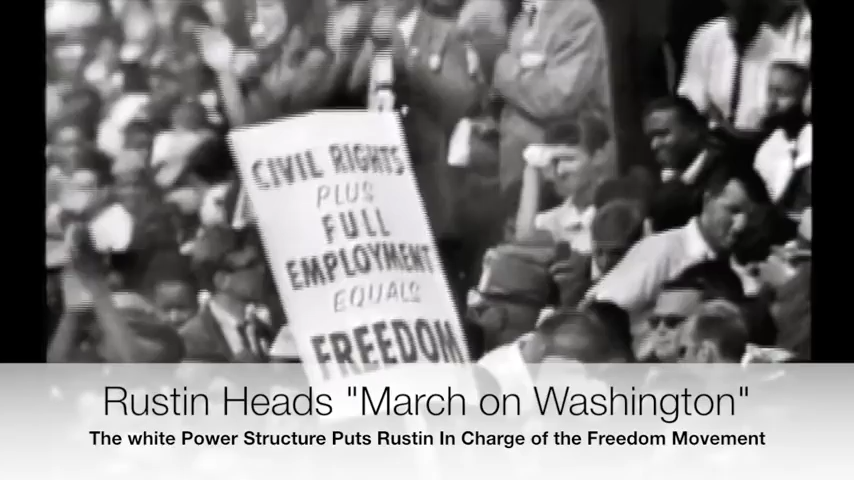 CIVIL RIGHTS
PLUS
FULL
EMPLOYMENT
EQUALS
FREEDOM
Rustin Heads "March on Washington"
The white Power Structure Puts Rustin In Charge of the Freedom Movement